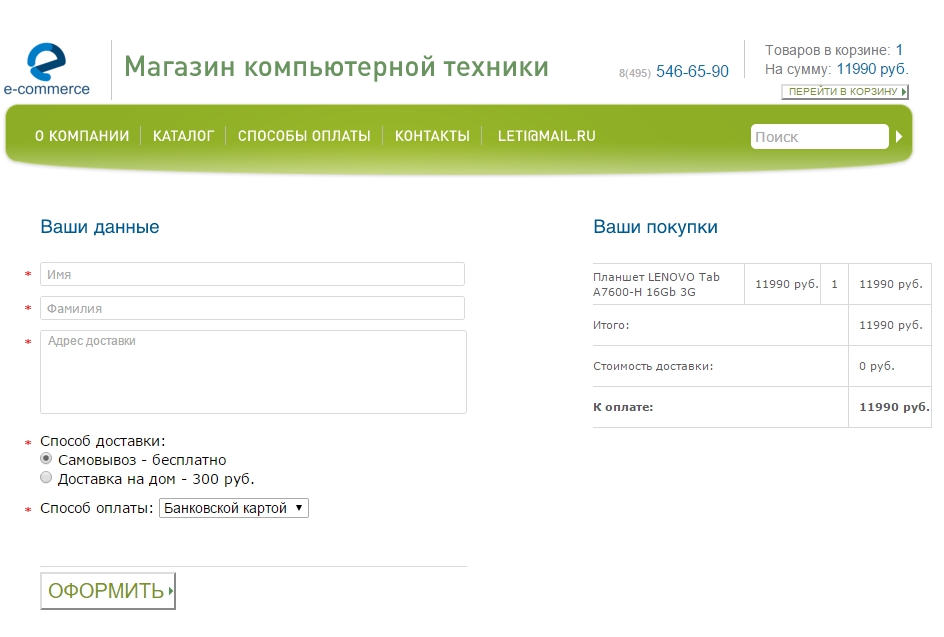 e-commerce
Магазин компьютерной техники
8(495) 546-65-90
Товаров в корзине: 1
На сумму: 11990 руб.
ПЕРЕЙТИ В КОРЗИНУ
О КОМПАНИИ КАТАЛОГ СПОСОБЫ ОПЛАТЫ КОНТАКТЫ LETI@MAIL.RU Поиск
Ваши данные
* Имя
* Фамилия
* Адрес доставки
* Способ доставки:
Самовывоз - бесплатно
Доставка на дом - 300 руб.
* Способ оплаты: Банковской картой
ОФОРМИТЬ
Ваши покупки
Планшет LENOVO Tab
A7600-H 16Gb 3G
11990 руб. 1 11990 руб.
Итого: 11990 руб.
Стоимость доставки: 0 руб.
К оплате: 11990 руб.